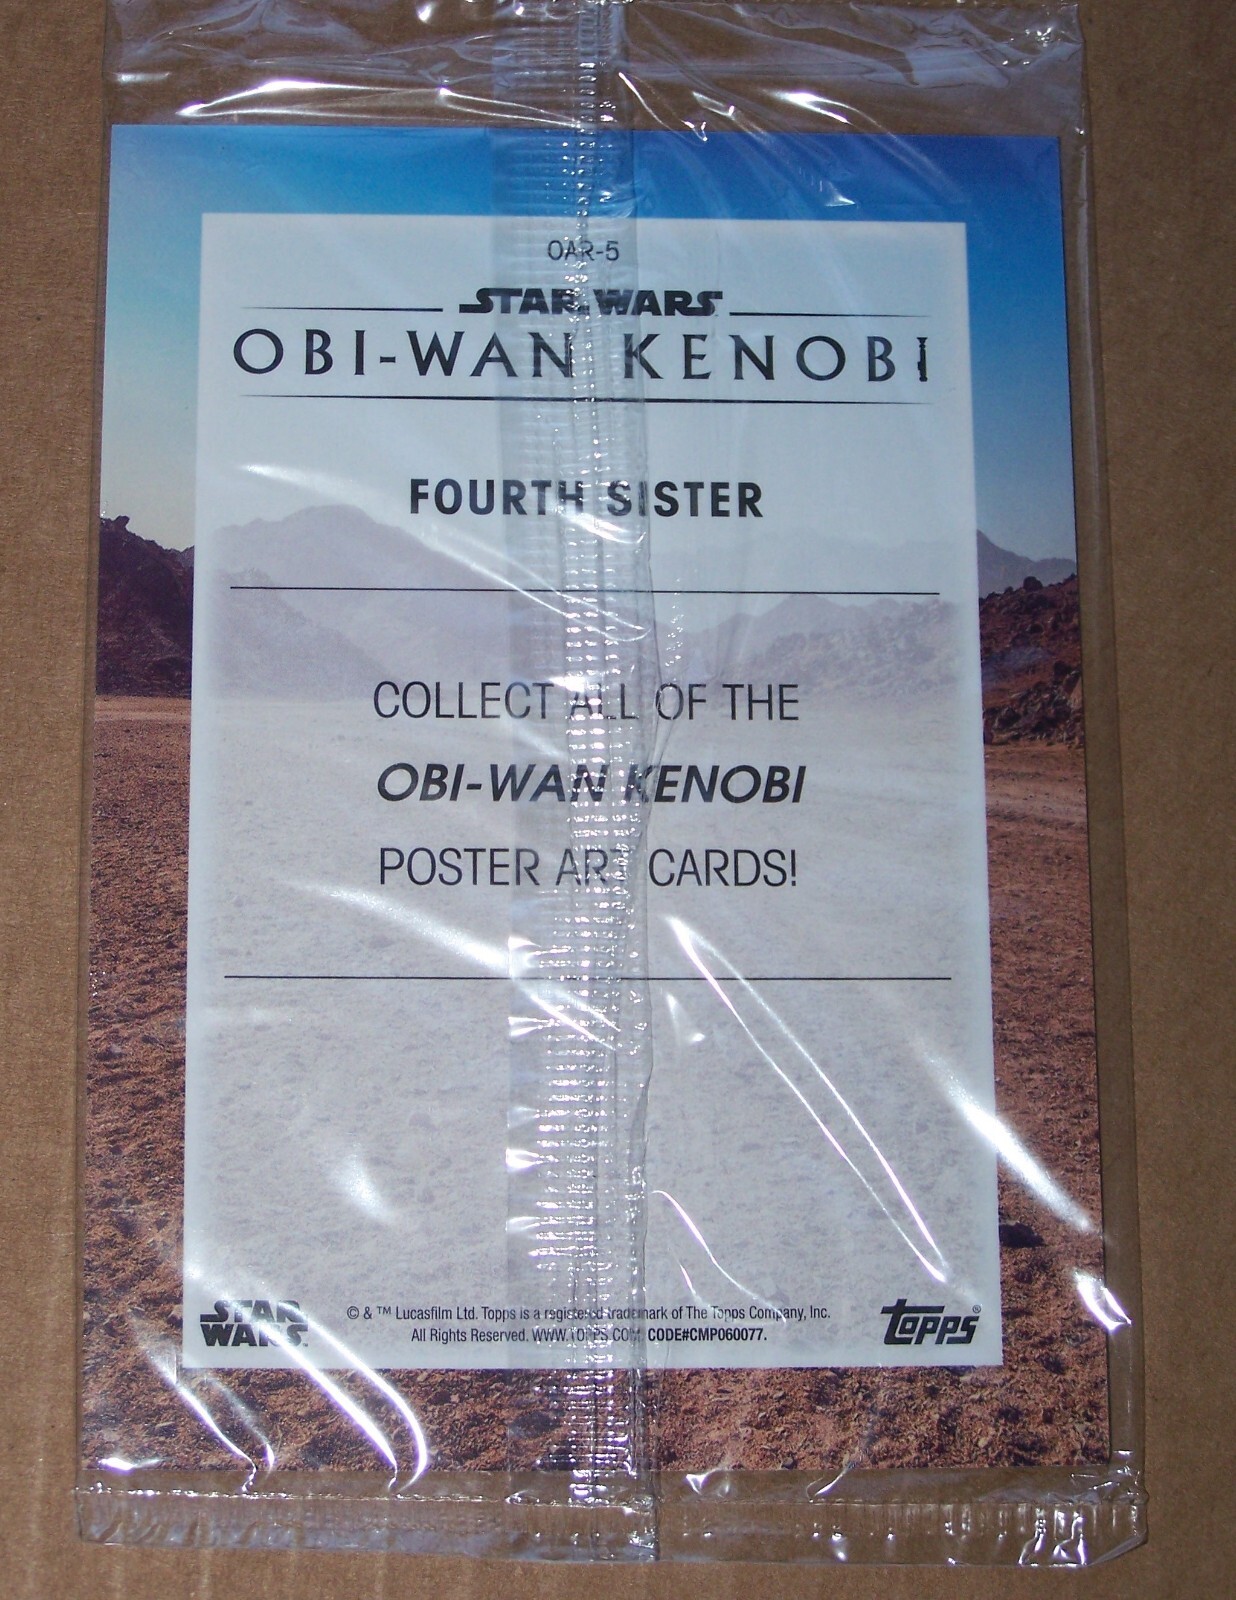 OAR-5
STAR WARS
OBI-WAN KENOBI
FOURTH SISTER
COLLECT ALL OF THE
OBI-WAN KENOBI
POSTER ART CARDS!
STAR
WARS
© & ™ Lucasfilm Ltd. Topps is a registered trademark of The Topps Company, Inc.
All Rights Reserved. WWW.TOPPS.COM CODE#CMP060077.
topps®